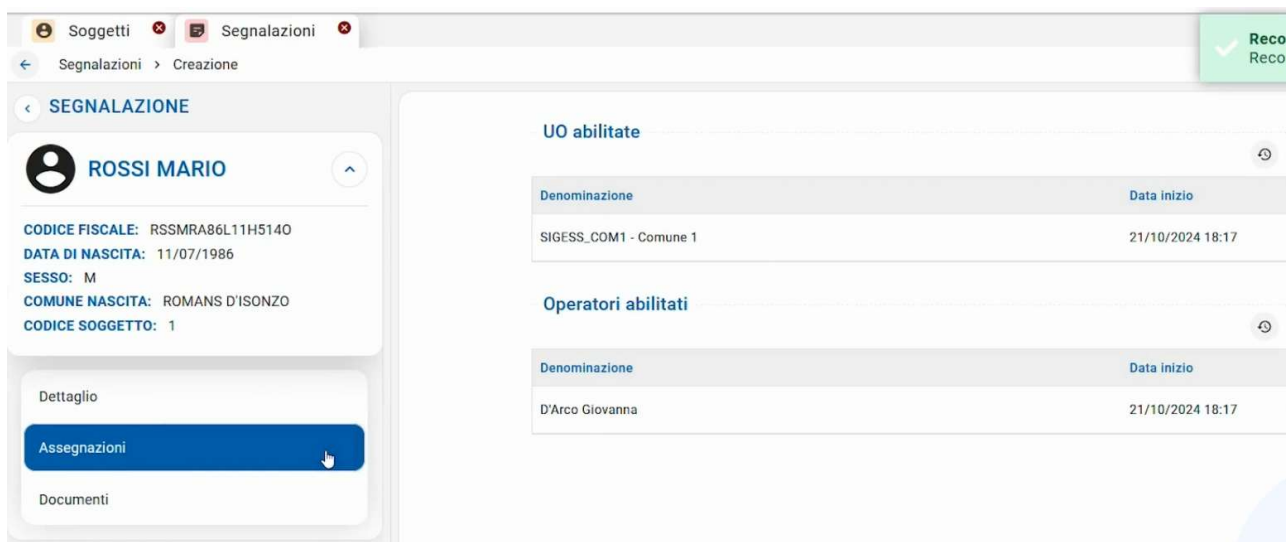 Soggetti Segnalazioni
Segnalazioni > Creazione
Reco
Reco
SEGNALAZIONE
ROSSI MARIO
CODICE FISCALE: RSSMRA86L11H514O
DATA DI NASCITA: 11/07/1986
SESSO: M
COMUNE NASCITA: ROMANS D'ISONZO
CODICE SOGGETTO: 1
Dettaglio
Assegnazioni
Documenti
UO abilitate
Denominazione Data inizio
SIGESS_COM1 - Comune 1 21/10/2024 18:17
Operatori abilitati
Denominazione Data inizio
D'Arco Giovanna 21/10/2024 18:17